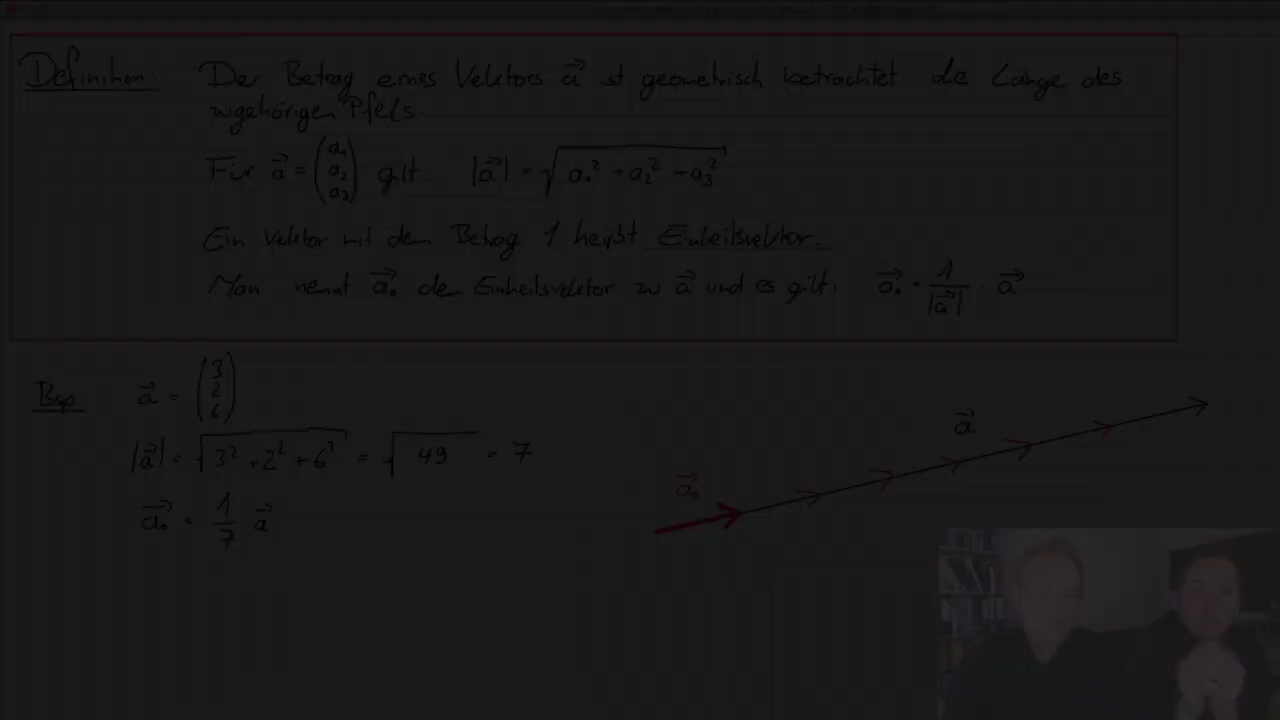 Definition Der Betrag eines Vektors a⃗ ist geometrisch betrachtet die Länge des
zugehörigen Pfeils
Für a⃗ = (a₁ a₂ a₃) gilt |a⃗| = √(a₁² + a₂² + a₃²)
Ein Vektor mit dem Betrag 1 heißt Einheitsvektor.
Man nennt a⃗₀ den Einheitsvektor zu a⃗ und es gilt: a⃗₀ = 1/|a⃗| · a⃗
Bsp a⃗ = (3 2 6)
|a⃗| = √(3² + 2² + 6²) = √49 = 7
a⃗₀ = 1/7 a⃗
a⃗
a⃗₀